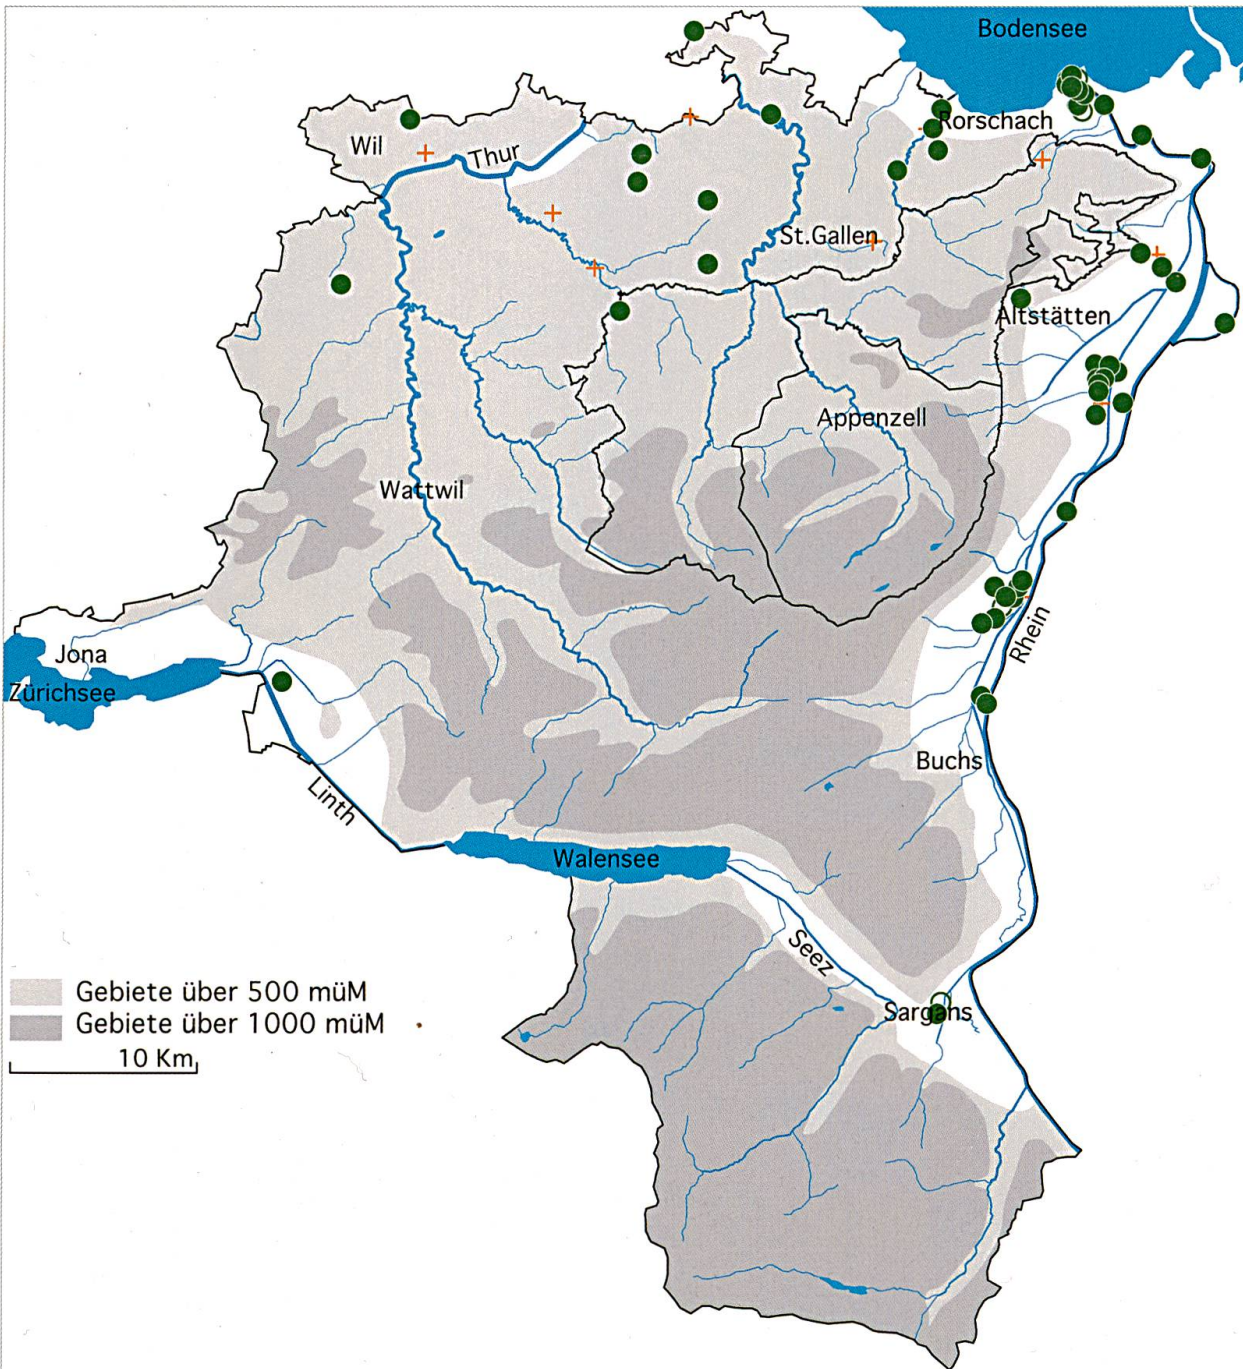 Bodensee
Rorschach
Wil
Thur
St.Gallen
Altstätten
Appenzell
Wattwil
Rhein
Jona
Zürichsee
Buchs
Linth
Walensee
Seez
Sargans
Gebiete über 500 müM
Gebiete über 1000 müM
10 Km